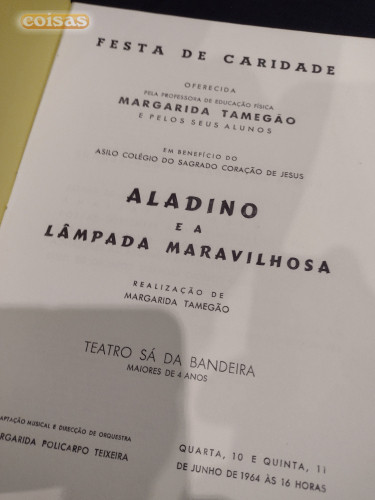 coisas
FESTA DE CARIDADE
OFERECIDA
PELA PROFESSORA DE EDUCAÇÃO FÍSICA
MARGARIDA TAMEGÃO
E PELOS SEUS ALUNOS
EM BENEFÍCIO DO
ASILO COLÉGIO DO SAGRADO CORAÇÃO DE JESUS
ALADINO
E A
LÂMPADA MARAVILHOSA
REALIZAÇÃO DE
MARGARIDA TAMEGÃO
TEATRO SÁ DA BANDEIRA
MAIORES DE 4 ANOS
APTAÇÃO MUSICAL E DIRECÇÃO DE ORQUESTRA
RGARIDA POLICARPO TEIXEIRA
QUARTA, 10 E QUINTA, 11
DE JUNHO DE 1964 ÀS 16 HORAS